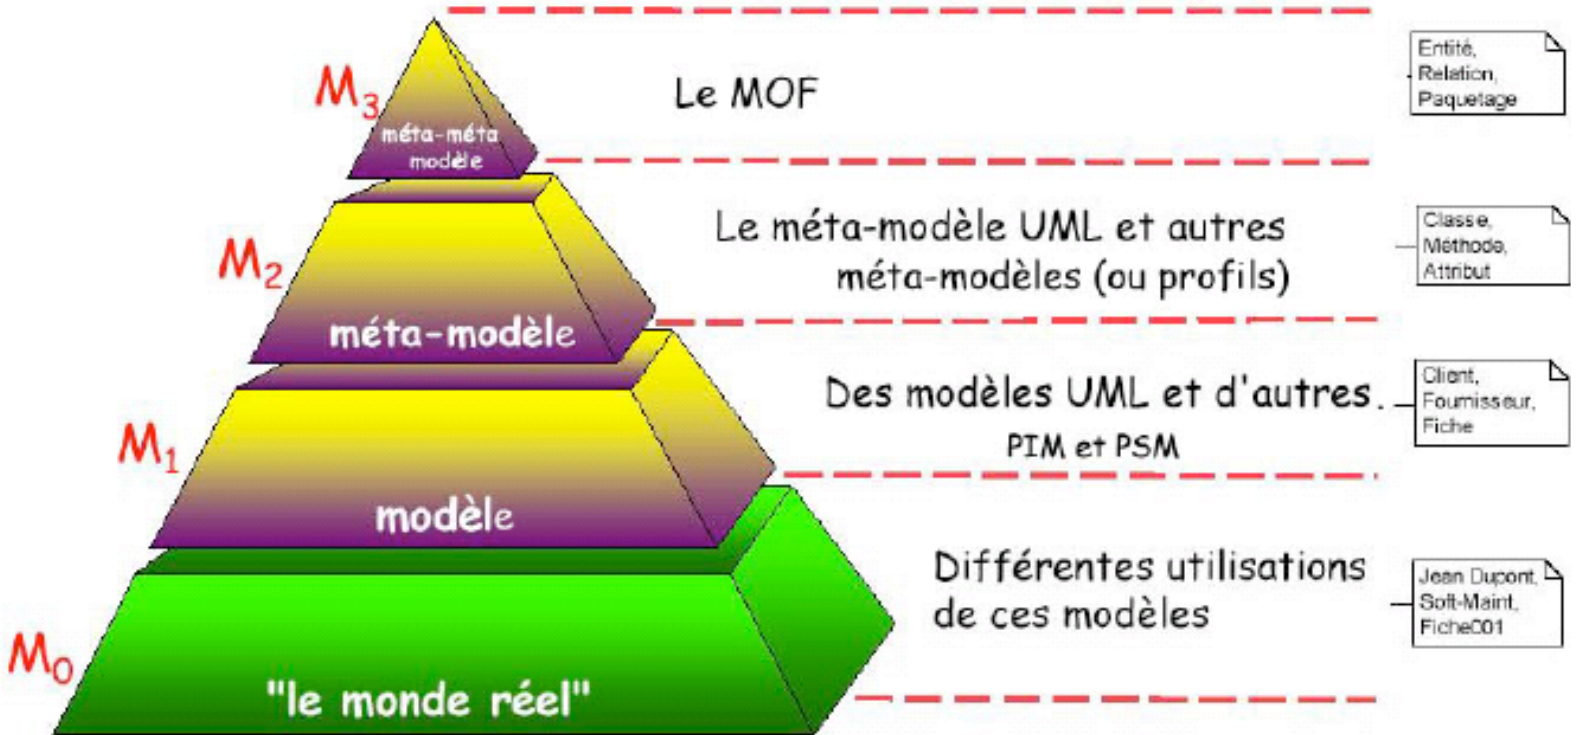 M3
méta-méta
modèle
Le MOF
Entité,
Relation,
Paquetage
M2
méta-modèle
Le méta-modèle UML et autres
méta-modèles (ou profils)
Classe,
Méthode,
Attribut
M1
modèle
Des modèles UML et d'autres.
PIM et PSM
Client,
Fournisseur,
Fiche
M0
"le monde réel"
Différentes utilisations
de ces modèles
Jean Dupont,
Soft-Maint,
Fiche001